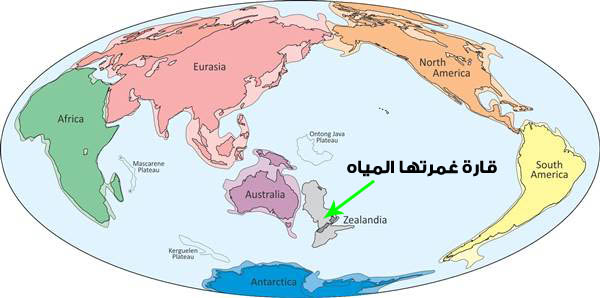 Eurasia
North
America
Africa
Ontong Java
Plateau
Mascarene
Plateau
قارة غمرتها المياه
South
America
Australia
Zealandia
Kerguelen
Plateau
Antarctica